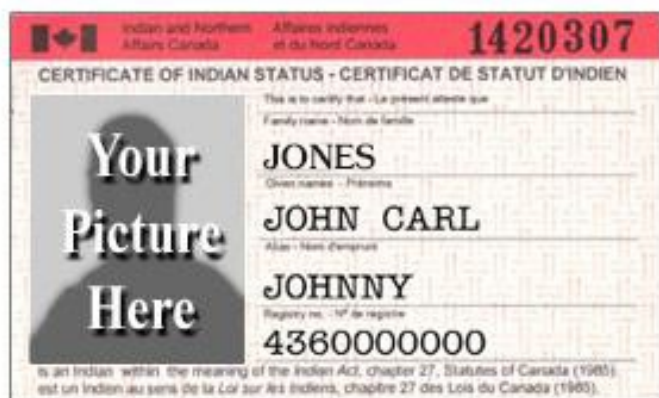 Indian and Northern Affairs Canada
Affaires indiennes et du Nord Canada
1420307
CERTIFICATE OF INDIAN STATUS - CERTIFICAT DE STATUT D'INDIEN
This is to certify that - Le présent atteste que
Family name - Nom de famille
JONES
Given names - Prénoms
JOHN CARL
Alias - Nom d'emprunt
JOHNNY
Registry no. - Nº de registre
4360000000
Your
Picture
Here
is an Indian within the meaning of the Indian Act, chapter 27, Statutes of Canada (1985).
est un Indien au sens de la Loi sur les Indiens, chapitre 27 des Lois du Canada (1985).